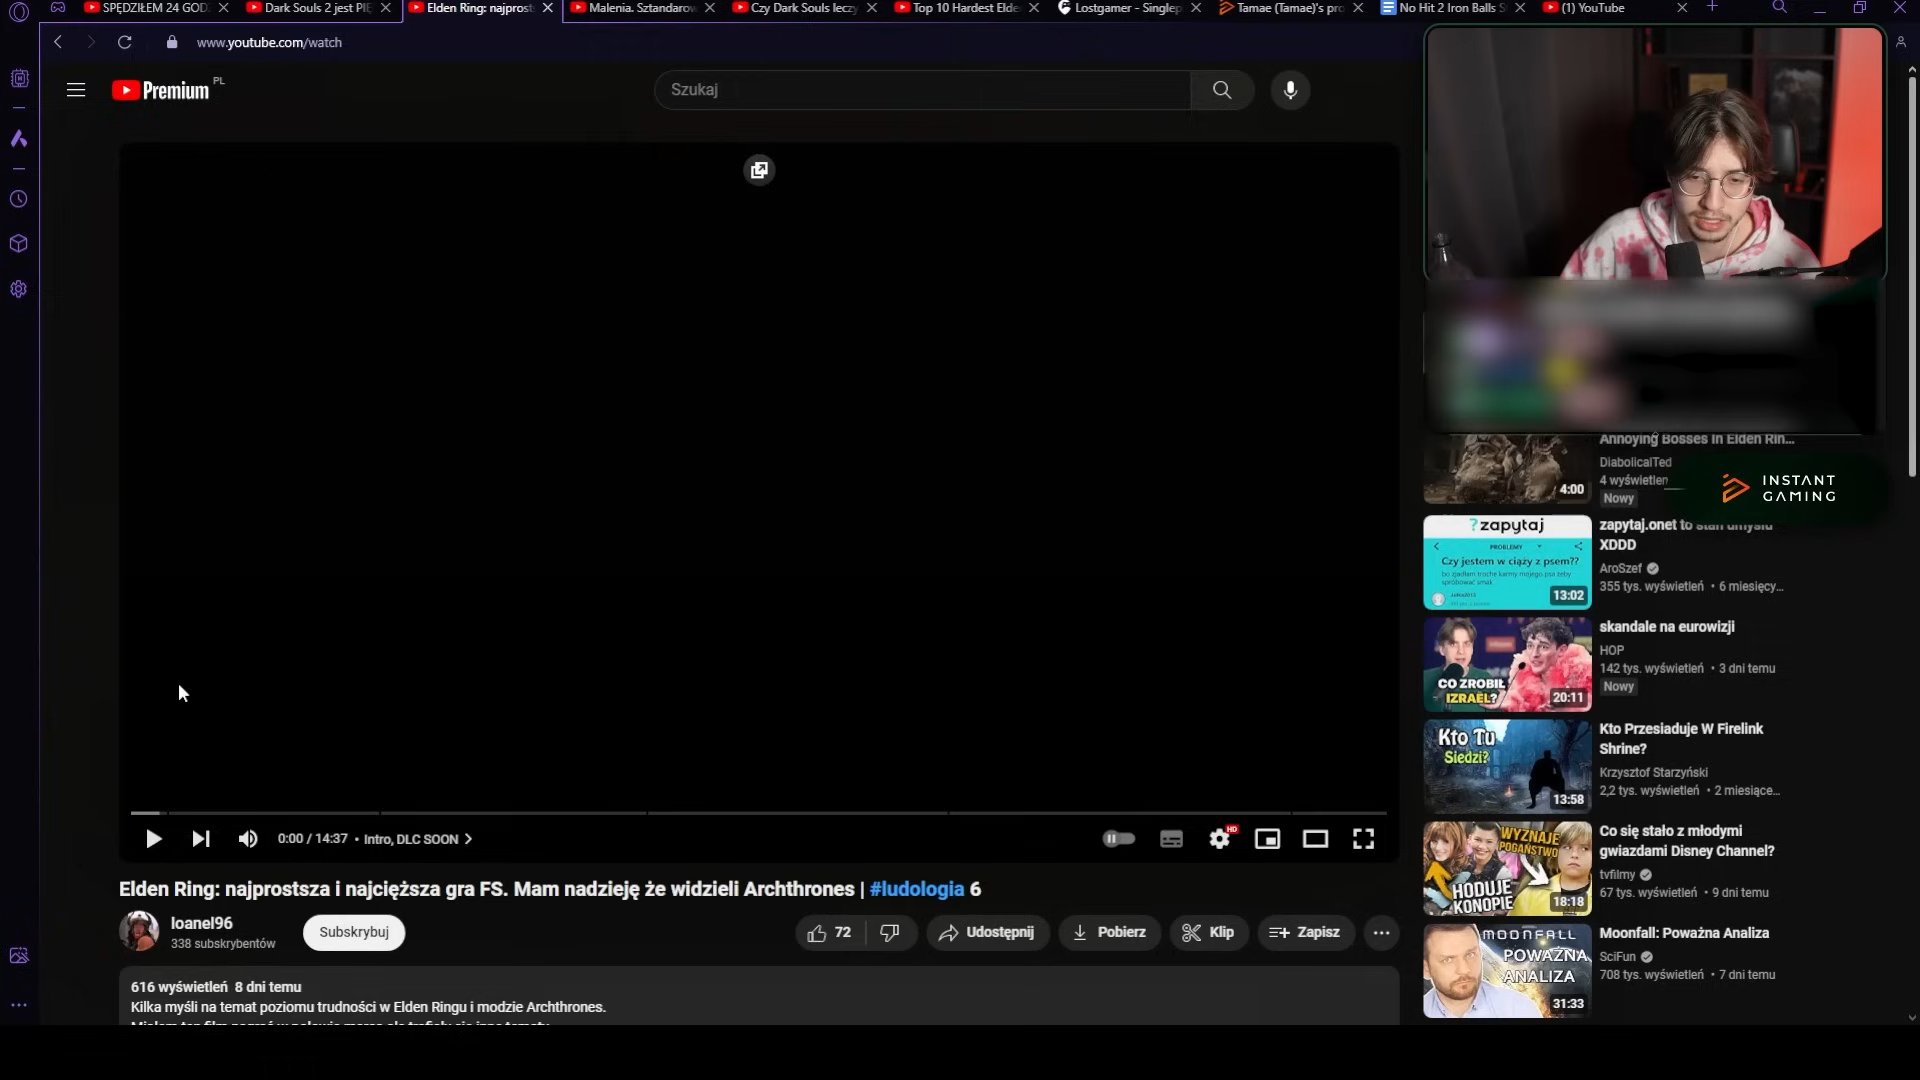 SPĘDZIŁEM 24 GOD
Dark Souls 2 jest PIĘ
Elden Ring: najprost
Malenia. Sztandarow
Czy Dark Souls leczy
Top 10 Hardest Elde
Lostgamer - Singlep
Tamae (Tamae)'s pro
No Hit 2 Iron Balls S
(1) YouTube
www.youtube.com/watch
Premium PL
Szukaj
0:00 / 14:37 • Intro, DLC SOON
HD
Elden Ring: najprostsza i najcięższa gra FS. Mam nadzieję że widzieli Archthrones | #ludologia 6
loanel96
338 subskrybentów
Subskrybuj
72
Udostępnij
Pobierz
Klip
Zapisz
616 wyświetleń 8 dni temu
Kilka myśli na temat poziomu trudności w Elden Ringu i modzie Archthrones.
Annoying Bosses In Elden Rin...
DiabolicalTed
4 wyświetleń
Nowy
4:00
INSTANT
GAMING
?zapytaj
PROBLEMY
Czy jestem w ciąży z psem??
13:02
zapytaj.onet to stan umysłu
XDDD
AroSzef
355 tys. wyświetleń • 6 miesięcy...
CO ZROBIŁ
IZRAEL?
20:11
skandale na eurowizji
HOP
142 tys. wyświetleń • 3 dni temu
Nowy
Kto Tu
Siedzi?
13:58
Kto Przesiaduje W Firelink
Shrine?
Krzysztof Starzyński
2,2 tys. wyświetleń • 2 miesiące...
WYZNAJE
POGAŃSTWO
HODUJE
KONOPIE
18:18
Co się stało z młodymi
gwiazdami Disney Channel?
tvfilmy
67 tys. wyświetleń • 9 dni temu
MOONFALL
POWAŻNA
ANALIZA
31:33
Moonfall: Poważna Analiza
SciFun
708 tys. wyświetleń • 7 dni temu